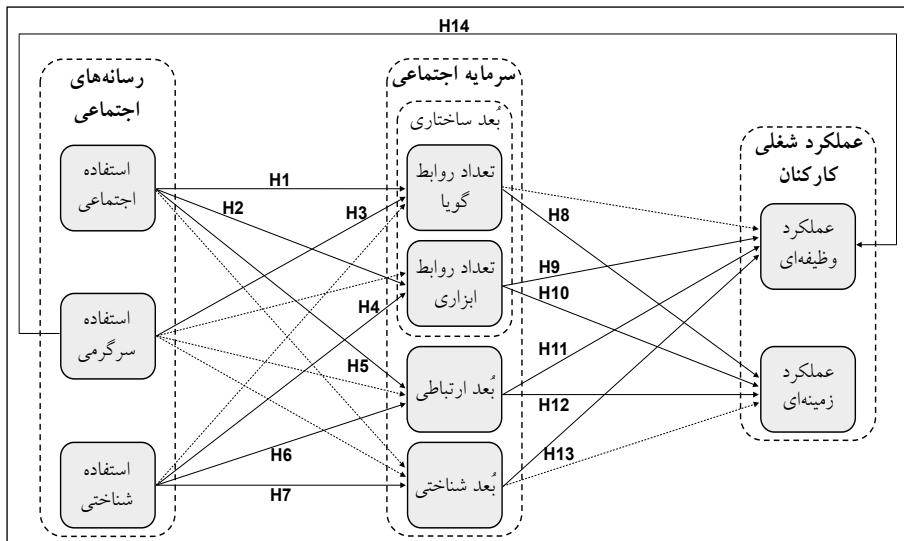 H14
رسانه‌های
اجتماعی
استفاده
اجتماعی
استفاده
سرگرمی
استفاده
شناختی
H1
H2
H3
H4
H5
H6
H7
سرمایه اجتماعی
بُعد ساختاری
تعداد روابط
گویا
تعداد روابط
ابزاری
بُعد ارتباطی
بُعد شناختی
H8
H9
H10
H11
H12
H13
عملکرد شغلی
کارکنان
عملکرد
وظیفه‌ای
عملکرد
زمینه‌ای